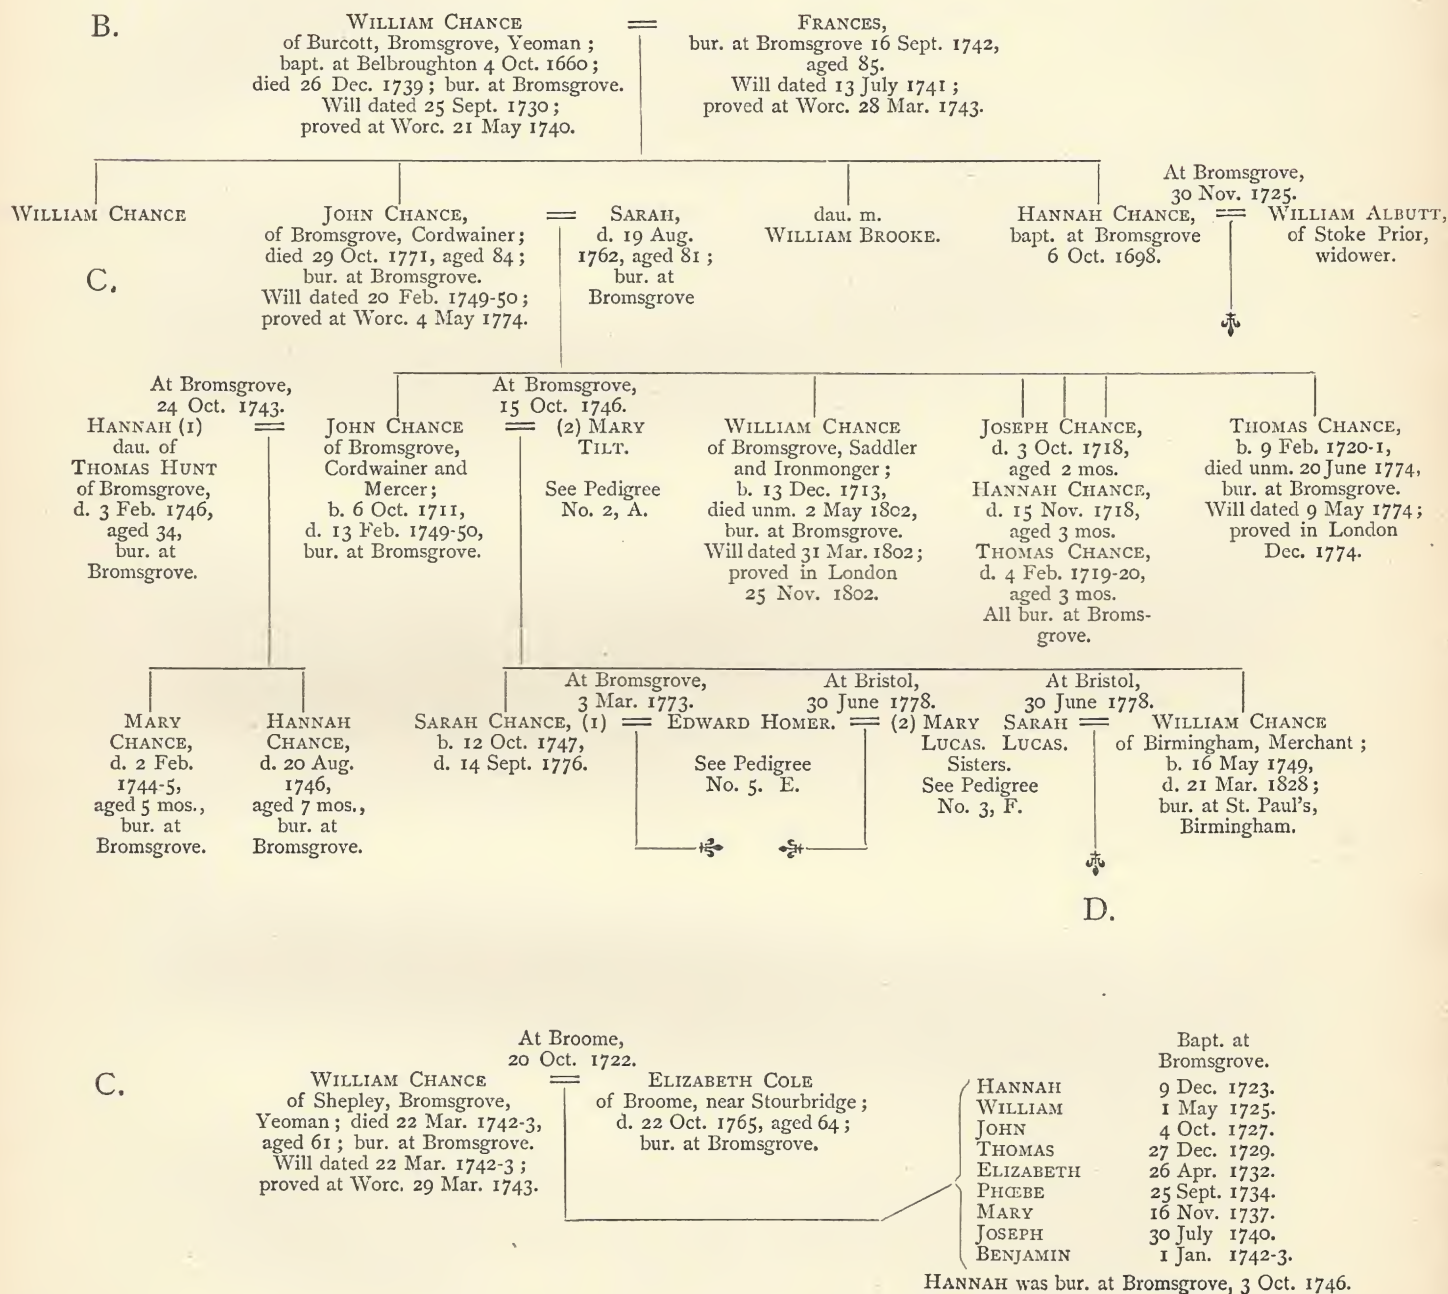 B.
WILLIAM CHANCE
of Burcott, Bromsgrove, Yeoman ;
bapt. at Belbroughton 4 Oct. 1660 ;
died 26 Dec. 1739 ; bur. at Bromsgrove.
Will dated 25 Sept. 1730 ;
proved at Worc. 21 May 1740.
=
FRANCES,
bur. at Bromsgrove 16 Sept. 1742,
aged 85.
Will dated 13 July 1741 ;
proved at Worc. 28 Mar. 1743.
WILLIAM CHANCE
C.
JOHN CHANCE,
of Bromsgrove, Cordwainer;
died 29 Oct. 1771, aged 84 ;
bur. at Bromsgrove.
Will dated 20 Feb. 1749-50 ;
proved at Worc. 4 May 1774.
=
SARAH,
d. 19 Aug.
1762, aged 81 ;
bur. at
Bromsgrove
dau. m.
WILLIAM BROOKE.
At Bromsgrove,
30 Nov. 1725.
HANNAH CHANCE,
bapt. at Bromsgrove
6 Oct. 1698.
=
WILLIAM ALBUTT,
of Stoke Prior,
widower.
At Bromsgrove,
24 Oct. 1743.
HANNAH (1)
dau. of
THOMAS HUNT
of Bromsgrove,
d. 3 Feb. 1746,
aged 34,
bur. at
Bromsgrove.
=
JOHN CHANCE
of Bromsgrove,
Cordwainer and
Mercer;
b. 6 Oct. 1711,
d. 13 Feb. 1749-50,
bur. at Bromsgrove.
At Bromsgrove,
15 Oct. 1746.
=
(2) MARY
TILT.
See Pedigree
No. 2, A.
WILLIAM CHANCE
of Bromsgrove, Saddler
and Ironmonger ;
b. 13 Dec. 1713,
died unm. 2 May 1802,
bur. at Bromsgrove.
Will dated 31 Mar. 1802 ;
proved in London
25 Nov. 1802.
JOSEPH CHANCE,
d. 3 Oct. 1718,
aged 2 mos.
HANNAH CHANCE,
d. 15 Nov. 1718,
aged 3 mos.
THOMAS CHANCE,
d. 4 Feb. 1719-20,
aged 3 mos.
All bur. at Broms-
grove.
THOMAS CHANCE,
b. 9 Feb. 1720-1,
died unm. 20 June 1774,
bur. at Bromsgrove.
Will dated 9 May 1774 ;
proved in London
Dec. 1774.
MARY
CHANCE,
d. 2 Feb.
1744-5,
aged 5 mos.,
bur. at
Bromsgrove.
HANNAH
CHANCE,
d. 20 Aug.
1746,
aged 7 mos.,
bur. at
Bromsgrove.
At Bromsgrove,
3 Mar. 1773.
SARAH CHANCE, (1)
b. 12 Oct. 1747,
d. 14 Sept. 1776.
=
EDWARD HOMER.
See Pedigree
No. 5. E.
At Bristol,
30 June 1778.
=
(2) MARY SARAH
LUCAS. LUCAS.
Sisters.
See Pedigree
No. 3, F.
At Bristol,
30 June 1778.
=
WILLIAM CHANCE
of Birmingham, Merchant ;
b. 16 May 1749,
d. 21 Mar. 1828 ;
bur. at St. Paul's,
Birmingham.
D.
C.
At Broome,
20 Oct. 1722.
WILLIAM CHANCE
of Shepley, Bromsgrove,
Yeoman ; died 22 Mar. 1742-3,
aged 61 ; bur. at Bromsgrove.
Will dated 22 Mar. 1742-3 ;
proved at Worc. 29 Mar. 1743.
=
ELIZABETH COLE
of Broome, near Stourbridge ;
d. 22 Oct. 1765, aged 64 ;
bur. at Bromsgrove.
Bapt. at
Bromsgrove.
HANNAH 9 Dec. 1723.
WILLIAM 1 May 1725.
JOHN 4 Oct. 1727.
THOMAS 27 Dec. 1729.
ELIZABETH 26 Apr. 1732.
PHŒBE 25 Sept. 1734.
MARY 16 Nov. 1737.
JOSEPH 30 July 1740.
BENJAMIN 1 Jan. 1742-3.
HANNAH was bur. at Bromsgrove, 3 Oct. 1746.